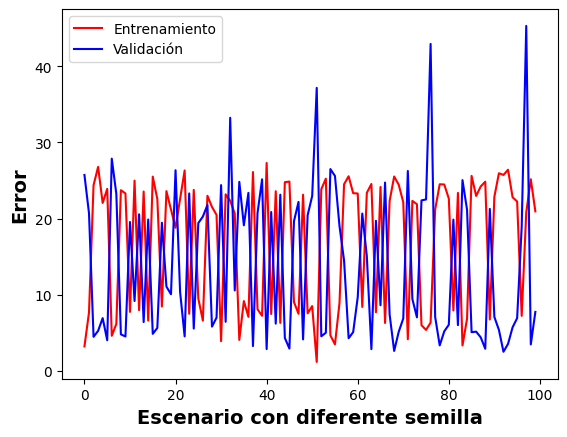 Entrenamiento
Validación
Error
40
30
20
10
0
0 20 40 60 80 100
Escenario con diferente semilla